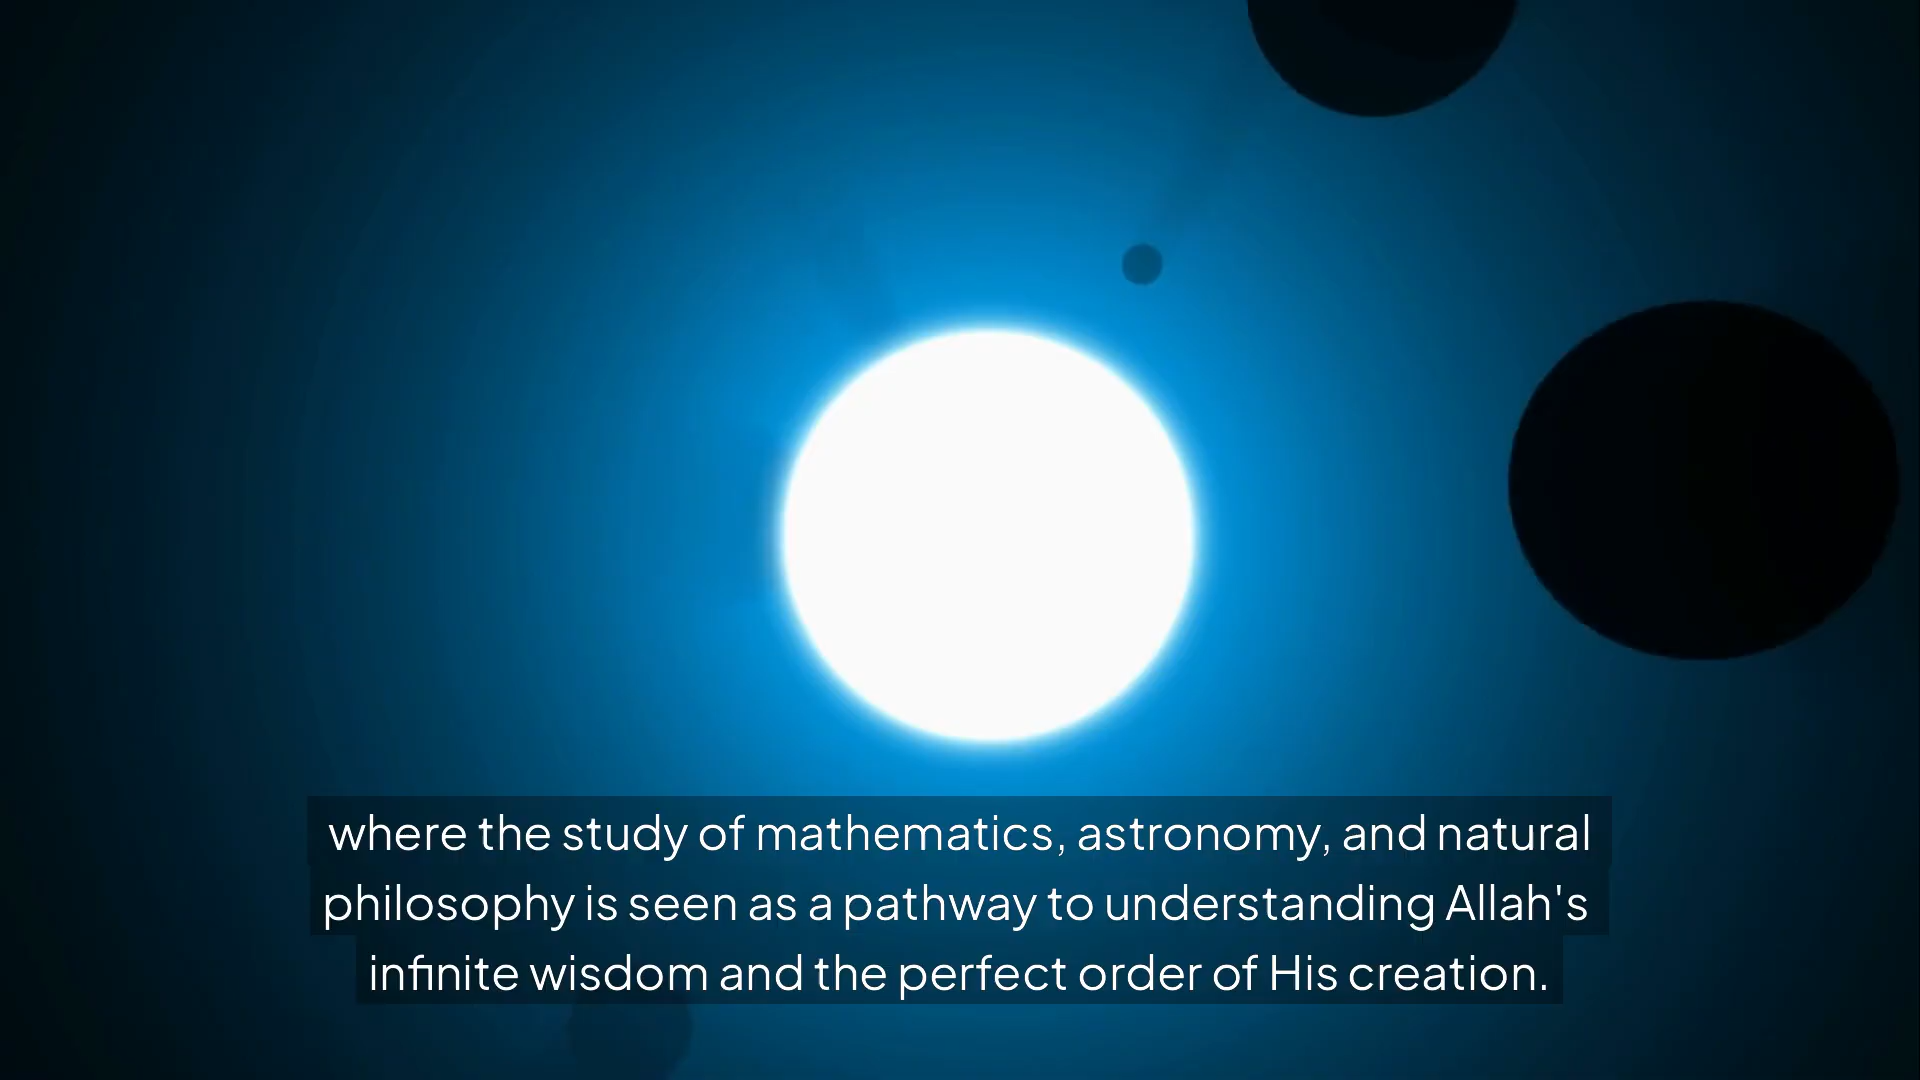 where the study of mathematics, astronomy, and natural
philosophy is seen as a pathway to understanding Allah's
infinite wisdom and the perfect order of His creation.